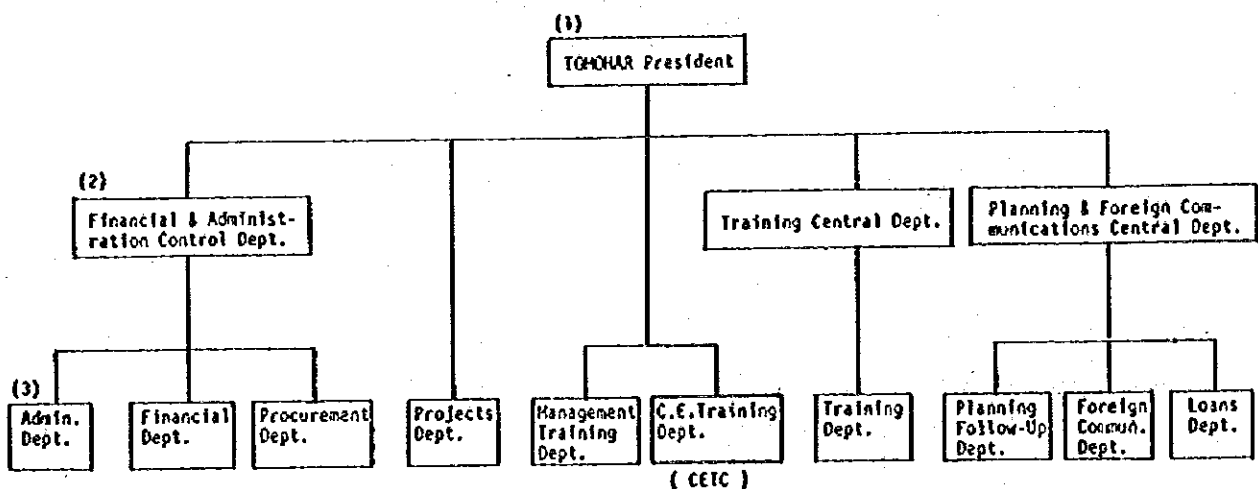 (1)
TOMOHAR President
(2)
Financial & Administ-
ration Control Dept.
Training Central Dept.
Planning & Foreign Com-
munications Central Dept.
(3)
Admin.
Dept.
Financial
Dept.
Procurement
Dept.
Projects
Dept.
Management
Training
Dept.
C.E.Training
Dept.
( CETC )
Training
Dept.
Planning
Follow-Up
Dept.
Foreign
Commun.
Dept.
Loans
Dept.